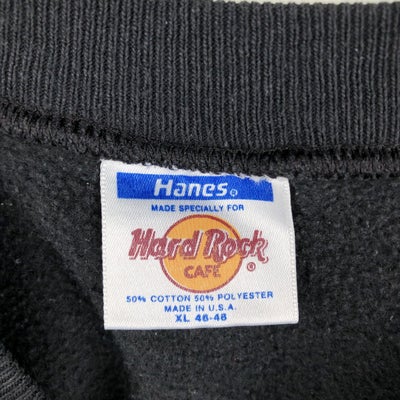 Hanes®
MADE SPECIALLY FOR
Hard Rock
CAFE ®
50% COTTON 50% POLYESTER
MADE IN U.S.A.
XL 46-48